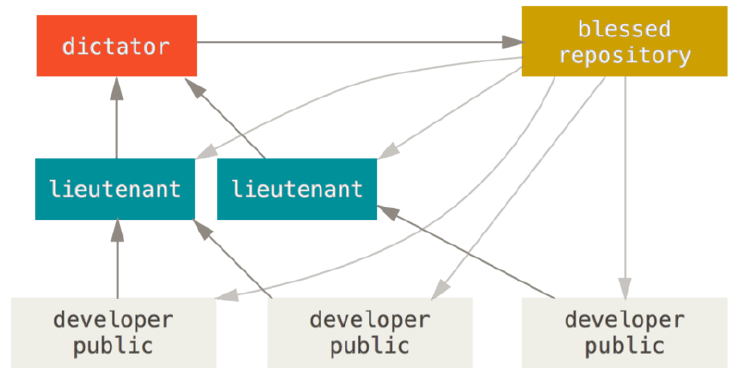 dictator
blessed
repository
lieutenant
lieutenant
developer
public
developer
public
developer
public